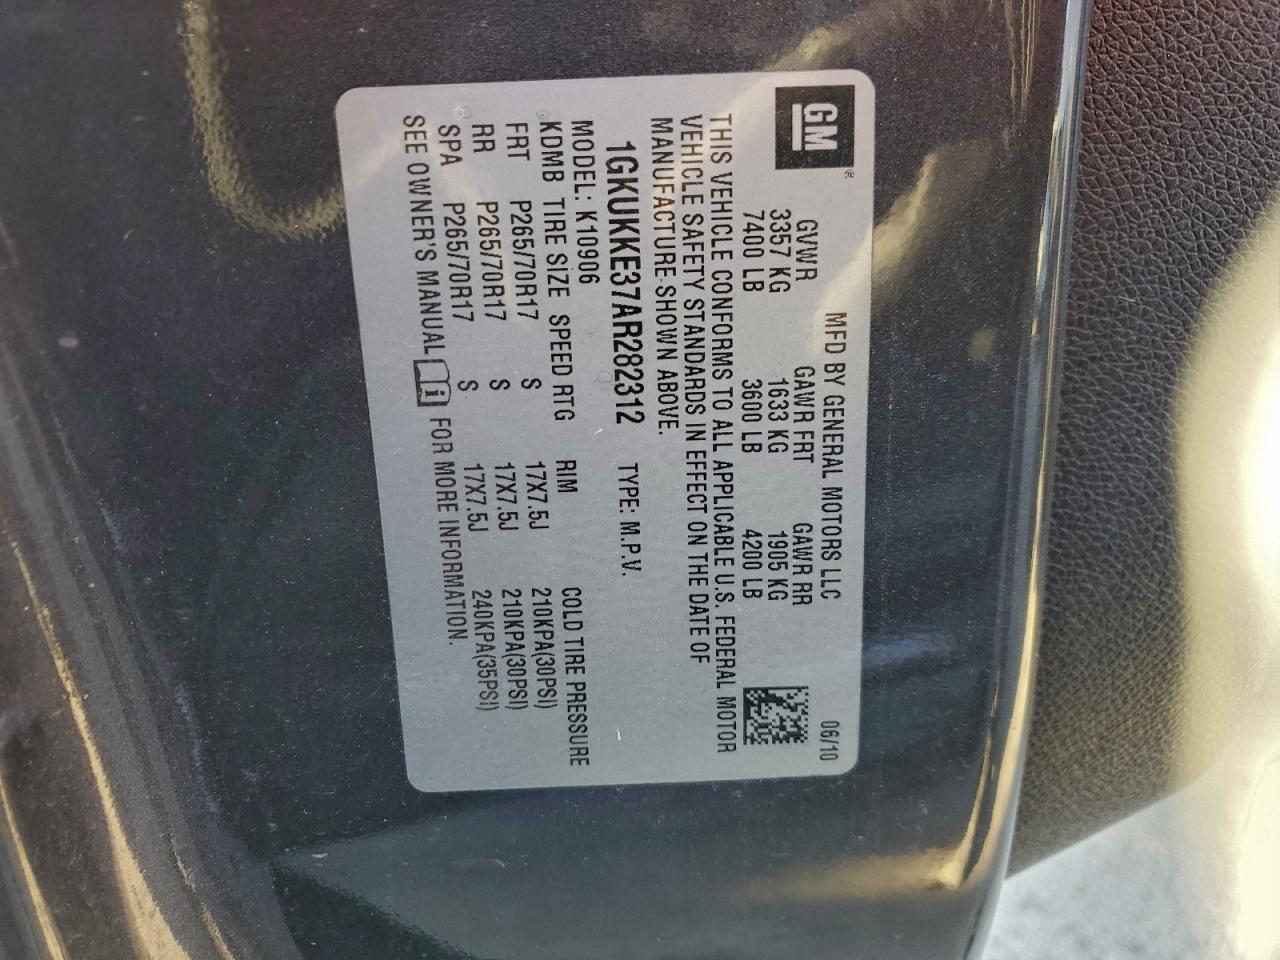 GM®
MFD BY GENERAL MOTORS LLC 06/10
GVWR GAWR FRT GAWR RR
3357 KG 1633 KG 1905 KG
7400 LB 3600 LB 4200 LB
THIS VEHICLE CONFORMS TO ALL APPLICABLE U.S. FEDERAL MOTOR
VEHICLE SAFETY STANDARDS IN EFFECT ON THE DATE OF
MANUFACTURE SHOWN ABOVE.
1GKUKKE37AR282312 TYPE: M.P.V.
MODEL: K10906
KDMB TIRE SIZE SPEED RTG RIM COLD TIRE PRESSURE
FRT P265/70R17 S 17X7.5J 210KPA(30PSI)
RR P265/70R17 S 17X7.5J 210KPA(30PSI)
SPA P265/70R17 S 17X7.5J 240KPA(35PSI)
SEE OWNER'S MANUAL i FOR MORE INFORMATION.